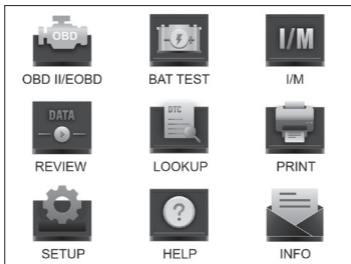 OBD
I/M
OBD II/EOBD BAT TEST I/M
DATA
DTC
REVIEW LOOKUP PRINT
?
SETUP HELP INFO